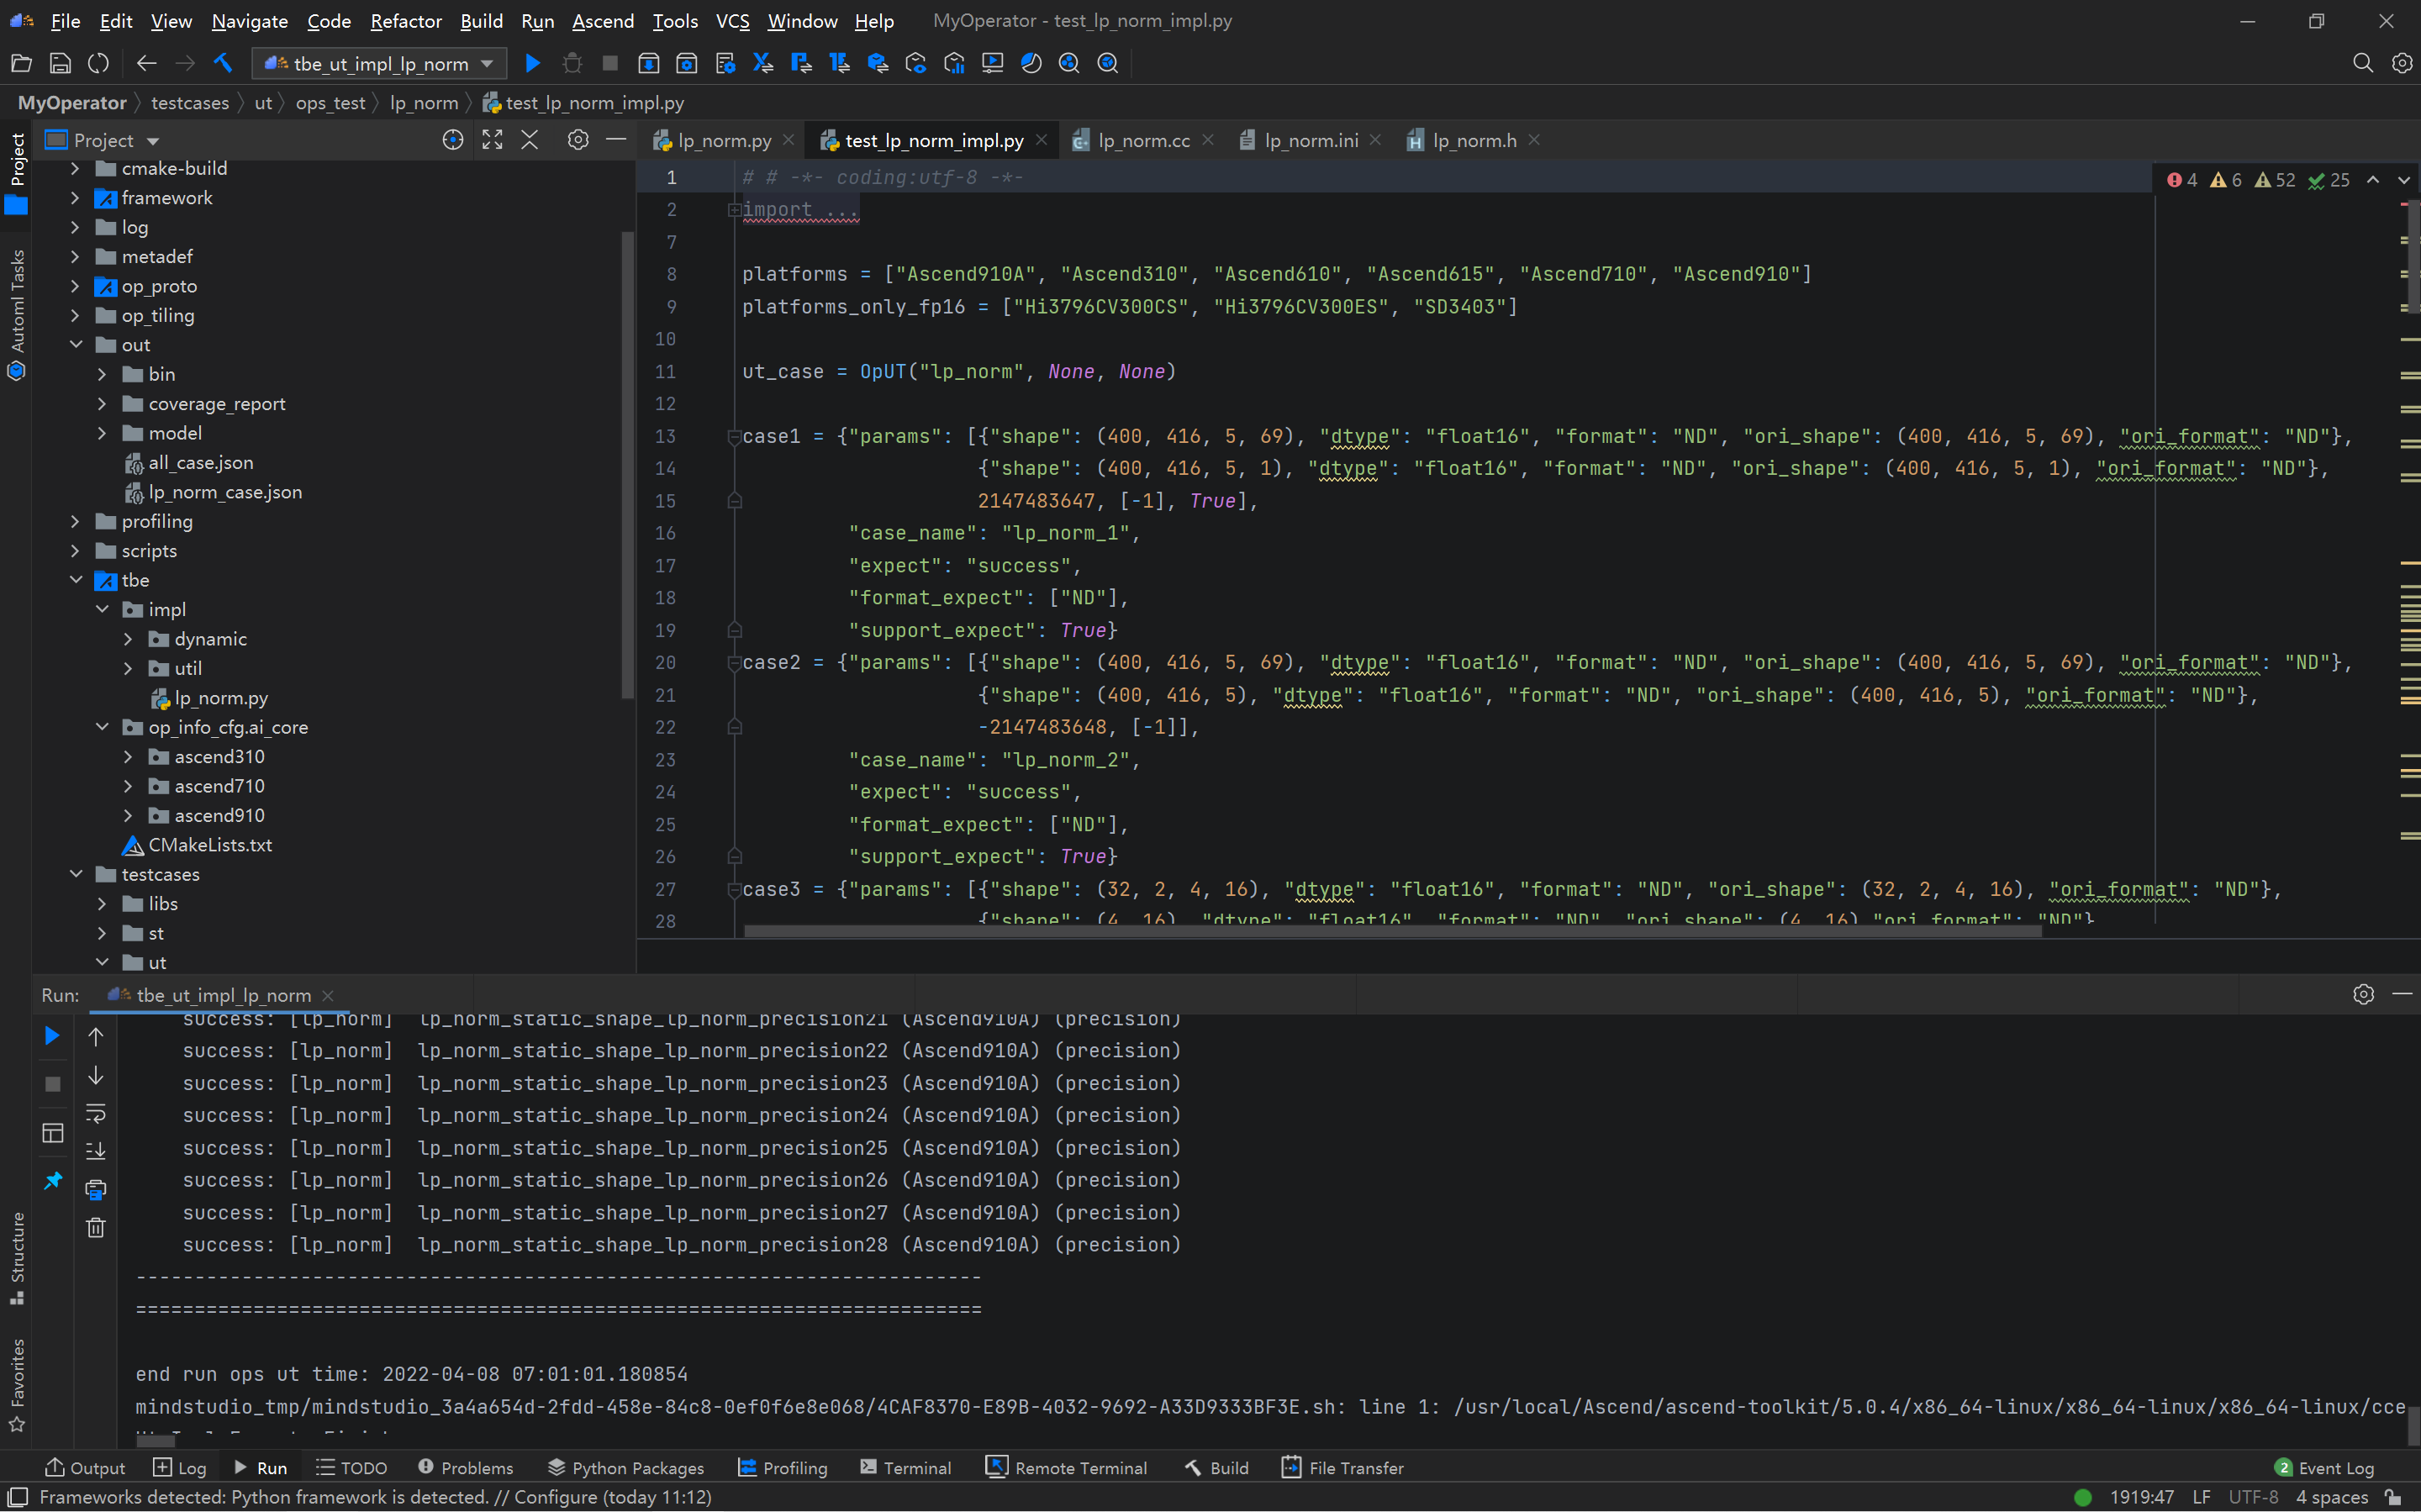 File Edit View Navigate Code Refactor Build Run Ascend Tools VCS Window Help MyOperator - test_lp_norm_impl.py
tbe_ut_impl_lp_norm
MyOperator testcases ut ops_test lp_norm test_lp_norm_impl.py
Project
Automl Tasks
Structure
Favorites
Project
cmake-build
framework
log
metadef
op_proto
op_tiling
out
bin
coverage_report
model
all_case.json
lp_norm_case.json
profiling
scripts
tbe
impl
dynamic
util
lp_norm.py
op_info_cfg.ai_core
ascend310
ascend710
ascend910
CMakeLists.txt
testcases
libs
st
ut
lp_norm.py test_lp_norm_impl.py lp_norm.cc lp_norm.ini lp_norm.h
4 6 52 25
1 # # -*- coding:utf-8 -*-
2 import ...
7
8 platforms = ["Ascend910A", "Ascend310", "Ascend610", "Ascend615", "Ascend710", "Ascend910"]
9 platforms_only_fp16 = ["Hi3796CV300CS", "Hi3796CV300ES", "SD3403"]
10
11 ut_case = OpUT("lp_norm", None, None)
12
13 case1 = {"params": [{"shape": (400, 416, 5, 69), "dtype": "float16", "format": "ND", "ori_shape": (400, 416, 5, 69), "ori_format": "ND"},
14 {"shape": (400, 416, 5, 1), "dtype": "float16", "format": "ND", "ori_shape": (400, 416, 5, 1), "ori_format": "ND"},
15 2147483647, [-1], True],
16 "case_name": "lp_norm_1",
17 "expect": "success",
18 "format_expect": ["ND"],
19 "support_expect": True}
20 case2 = {"params": [{"shape": (400, 416, 5, 69), "dtype": "float16", "format": "ND", "ori_shape": (400, 416, 5, 69), "ori_format": "ND"},
21 {"shape": (400, 416, 5), "dtype": "float16", "format": "ND", "ori_shape": (400, 416, 5), "ori_format": "ND"},
22 -2147483648, [-1]],
23 "case_name": "lp_norm_2",
24 "expect": "success",
25 "format_expect": ["ND"],
26 "support_expect": True}
27 case3 = {"params": [{"shape": (32, 2, 4, 16), "dtype": "float16", "format": "ND", "ori_shape": (32, 2, 4, 16), "ori_format": "ND"},
28 {"shape": (4, 16), "dtype": "float16", "format": "ND", "ori_shape": (4, 16),"ori_format": "ND"}
Run: tbe_ut_impl_lp_norm
success: [lp_norm] lp_norm_static_shape_lp_norm_precision21 (Ascend910A) (precision)
success: [lp_norm] lp_norm_static_shape_lp_norm_precision22 (Ascend910A) (precision)
success: [lp_norm] lp_norm_static_shape_lp_norm_precision23 (Ascend910A) (precision)
success: [lp_norm] lp_norm_static_shape_lp_norm_precision24 (Ascend910A) (precision)
success: [lp_norm] lp_norm_static_shape_lp_norm_precision25 (Ascend910A) (precision)
success: [lp_norm] lp_norm_static_shape_lp_norm_precision26 (Ascend910A) (precision)
success: [lp_norm] lp_norm_static_shape_lp_norm_precision27 (Ascend910A) (precision)
success: [lp_norm] lp_norm_static_shape_lp_norm_precision28 (Ascend910A) (precision)
------------------------------------------------------------------------
========================================================================
end run ops ut time: 2022-04-08 07:01:01.180854
mindstudio_tmp/mindstudio_3a4a654d-2fdd-458e-84c8-0ef0f6e8e068/4CAF8370-E89B-4032-9692-A33D9333BF3E.sh: line 1: /usr/local/Ascend/ascend-toolkit/5.0.4/x86_64-linux/x86_64-linux/x86_64-linux/cce
Output Log Run TODO Problems Python Packages Profiling Terminal Remote Terminal Build File Transfer 2 Event Log
Frameworks detected: Python framework is detected. // Configure (today 11:12) 1919:47 LF UTF-8 4 spaces